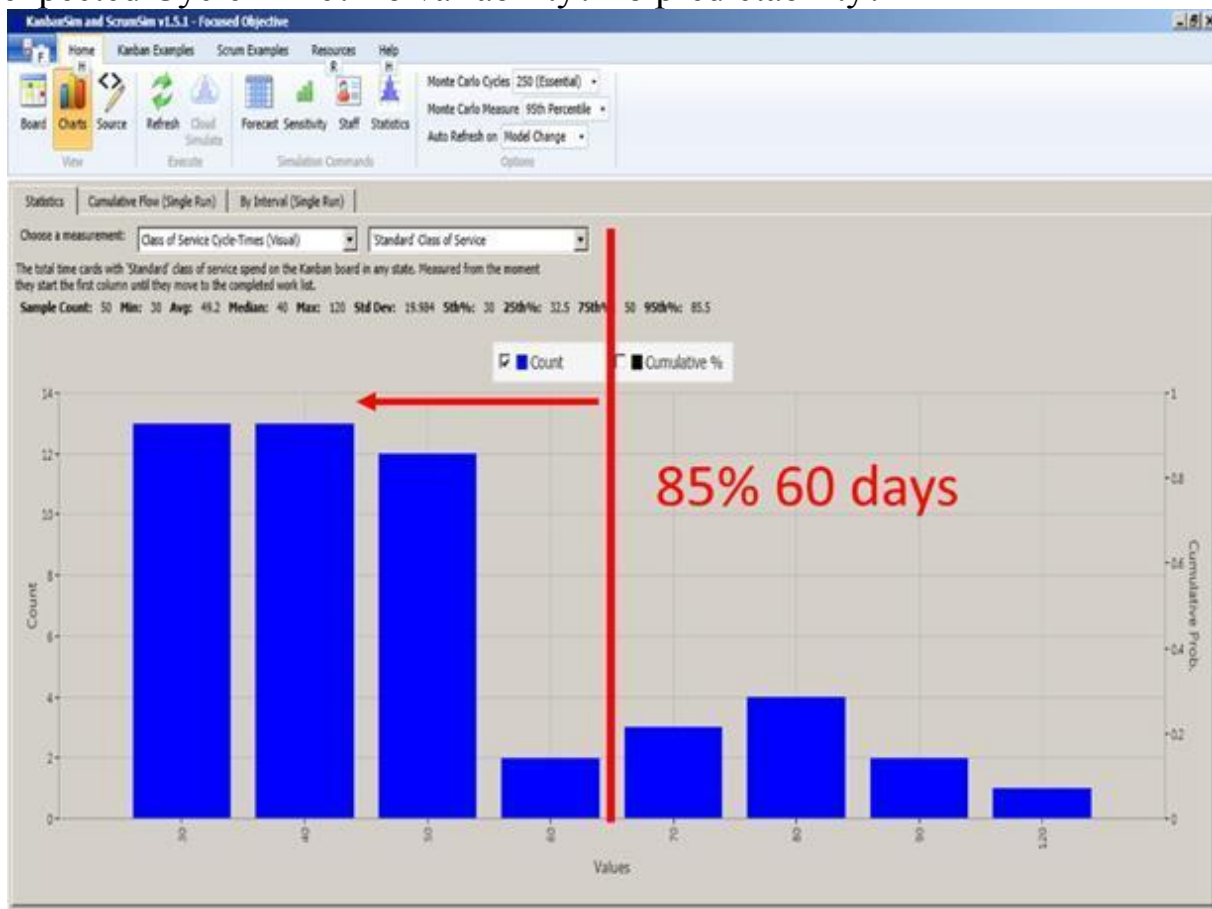 KanbanSim and ScrumSim v1.5.1 - Focused Objective
F Home Kanban Examples Scrum Examples Resources Help
H R H
Board Charts Source Refresh Cloud Simulate Forecast Sensitivity Staff Statistics
Monte Carlo Cycles 250 (Essential)
Monte Carlo Measure 95th Percentile
Auto Refresh on Model Change
View Execute Simulation Commands Options
Statistics Cumulative Flow (Single Run) By Interval (Single Run)
Choose a measurement: Class of Service Cycle-Times (Visual) 'Standard' Class of Service
The total time cards with 'Standard' class of service spend on the Kanban board in any state. Measured from the moment
they start the first column until they move to the completed work list.
Sample Count: 50 Min: 30 Avg: 49.2 Median: 40 Max: 120 Std Dev: 19.984 5th%: 30 25th%: 32.5 75th% 50 95th%: 85.5
Count Cumulative %
14 1
12
0.8
10
8
0.6
6
0.4
4
0.2
2
0 0
Count
Cumulative Prob.
85% 60 days
30 40 50 60 70 80 90 120
Values